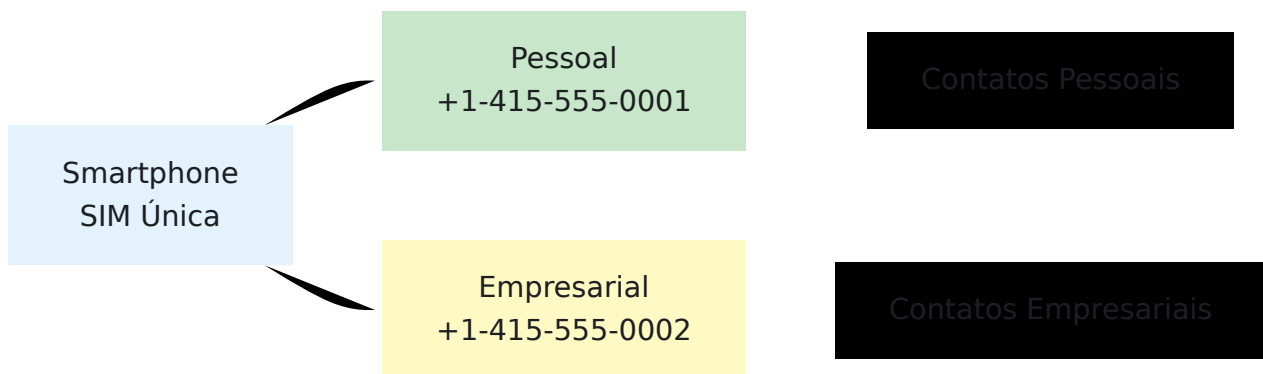 Smartphone
SIM Única
Pessoal
+1-415-555-0001
Contatos Pessoais
Empresarial
+1-415-555-0002
Contatos Empresariais